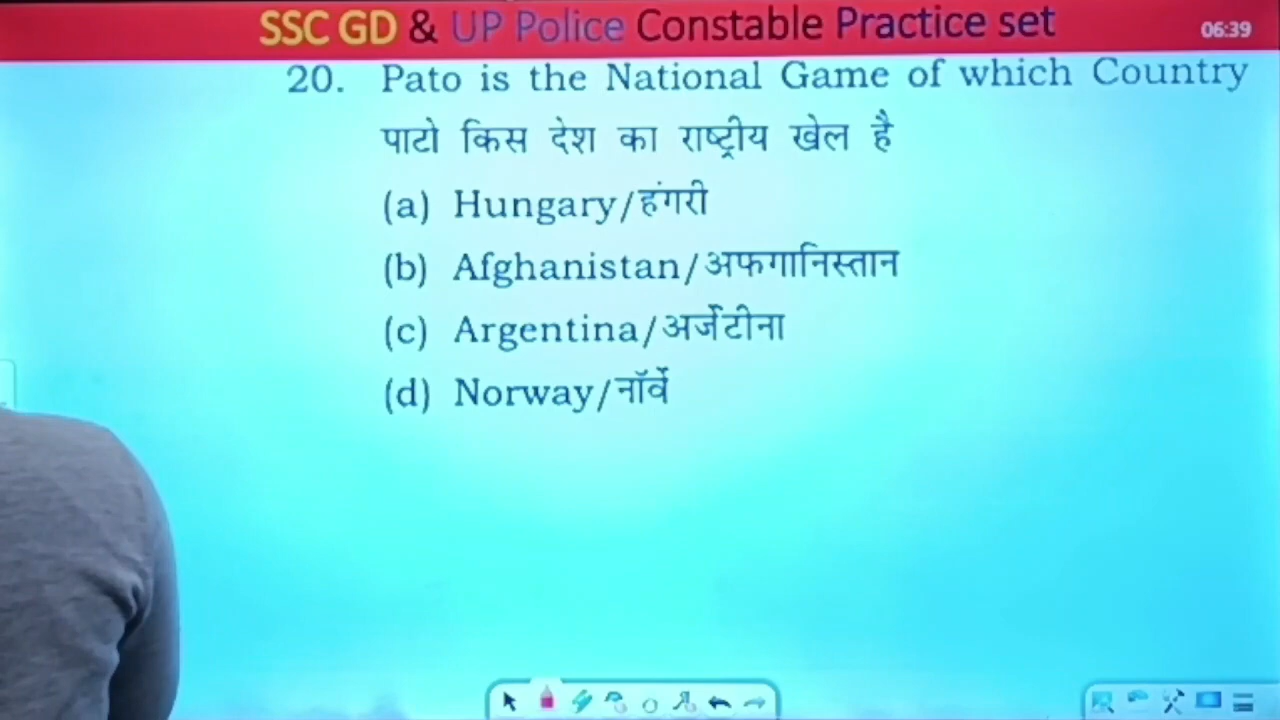 SSC GD & UP Police Constable Practice set
06:39
20. Pato is the National Game of which Country
पाटो किस देश का राष्ट्रीय खेल है
(a) Hungary/हंगरी
(b) Afghanistan/अफगानिस्तान
(c) Argentina/अर्जेंटीना
(d) Norway/नॉर्वे